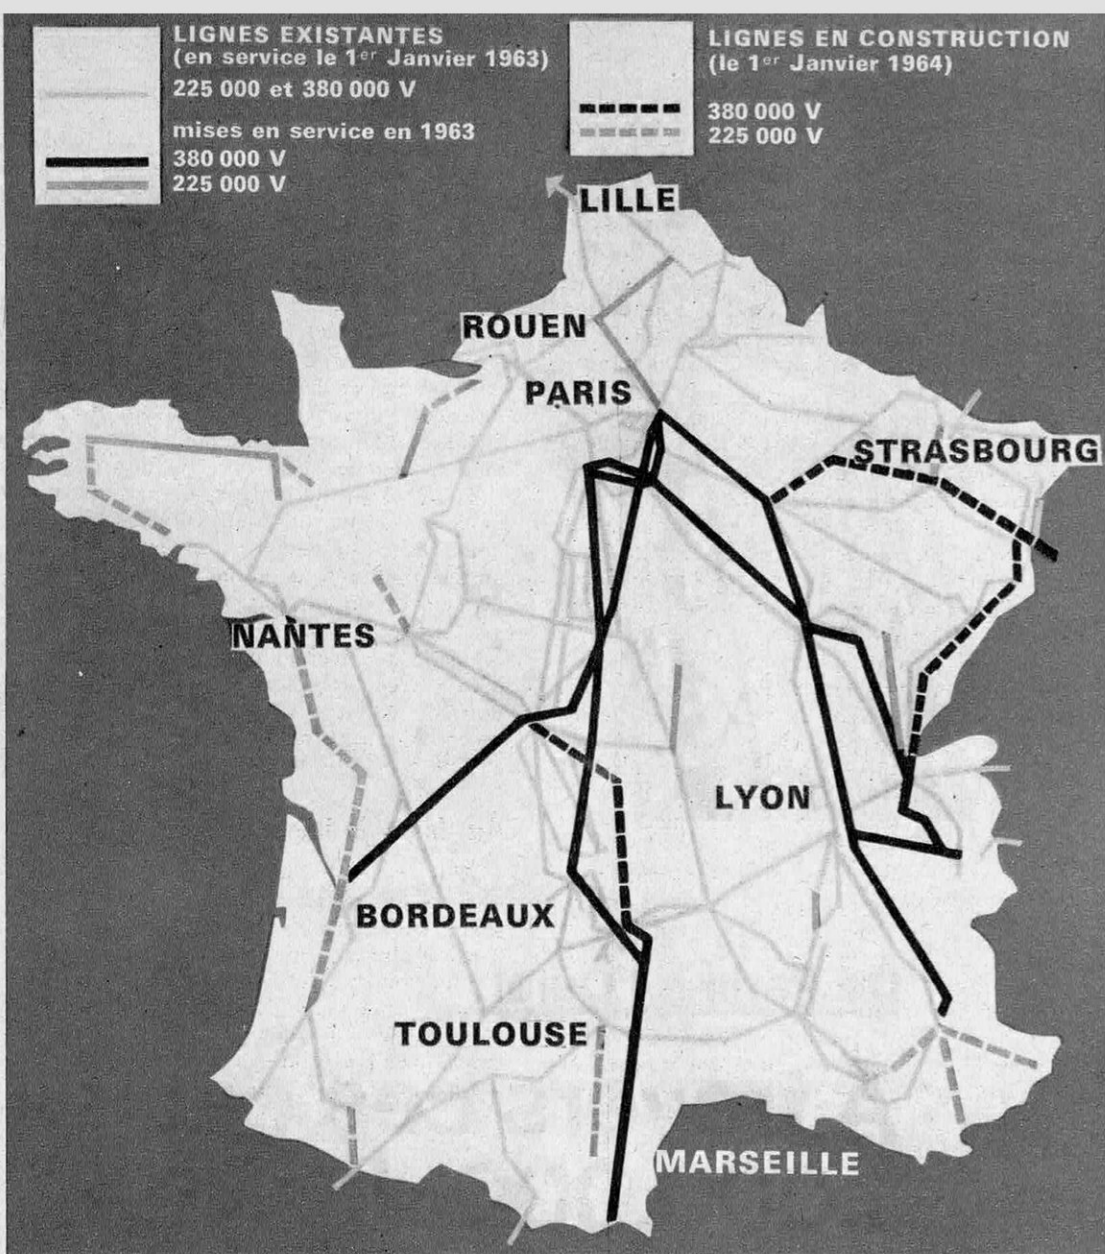 LIGNES EXISTANTES
(en service le 1er Janvier 1963)
225 000 et 380 000 V
mises en service en 1963
380 000 V
225 000 V
LIGNES EN CONSTRUCTION
(le 1er Janvier 1964)
380 000 V
225 000 V
LILLE
ROUEN
PARIS
STRASBOURG
NANTES
LYON
BORDEAUX
TOULOUSE
MARSEILLE